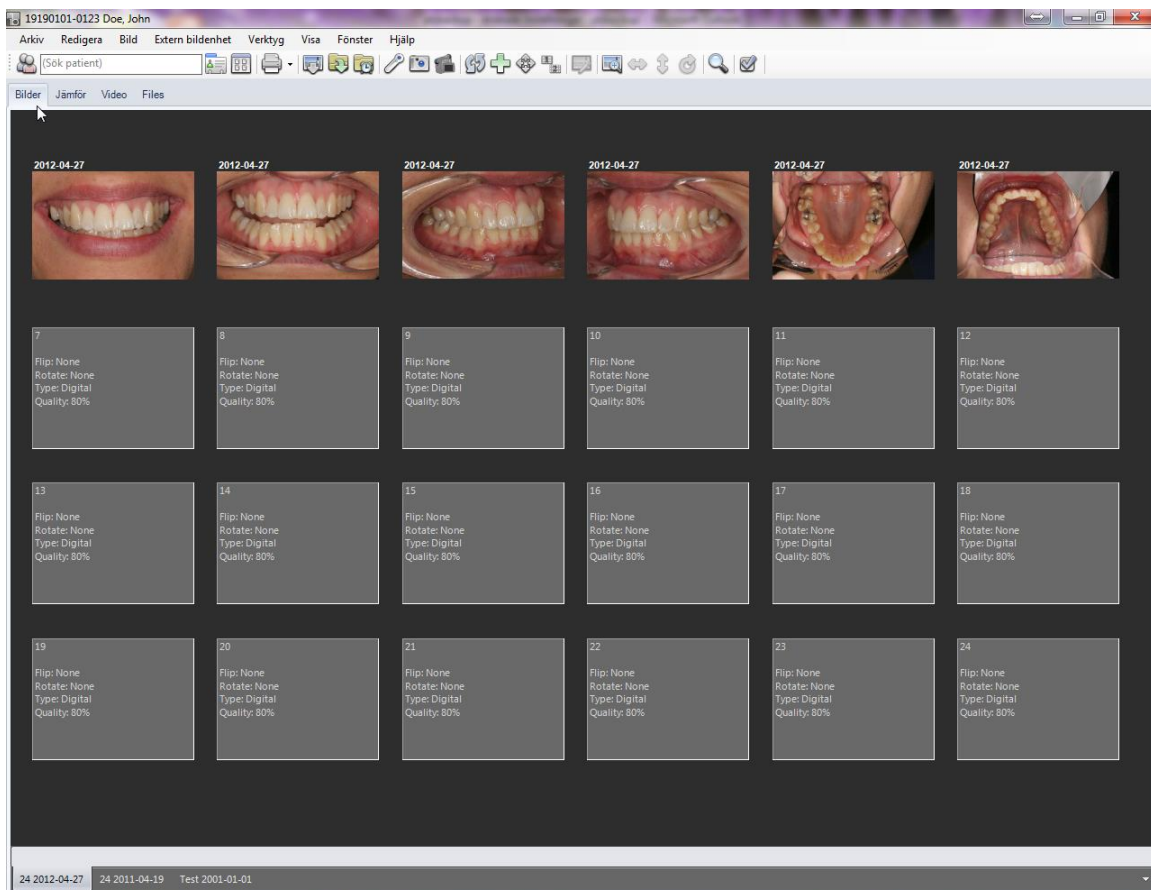 19190101-0123 Doe, John
Arkiv Redigera Bild Extern bildenhet Verktyg Visa Fönster Hjälp
(Sök patient)
Bilder Jämför Video Files
2012-04-27 2012-04-27 2012-04-27 2012-04-27 2012-04-27 2012-04-27
7 8 9 10 11 12
Flip: None Flip: None Flip: None Flip: None Flip: None Flip: None
Rotate: None Rotate: None Rotate: None Rotate: None Rotate: None Rotate: None
Type: Digital Type: Digital Type: Digital Type: Digital Type: Digital Type: Digital
Quality: 80% Quality: 80% Quality: 80% Quality: 80% Quality: 80% Quality: 80%
13 14 15 16 17 18
Flip: None Flip: None Flip: None Flip: None Flip: None Flip: None
Rotate: None Rotate: None Rotate: None Rotate: None Rotate: None Rotate: None
Type: Digital Type: Digital Type: Digital Type: Digital Type: Digital Type: Digital
Quality: 80% Quality: 80% Quality: 80% Quality: 80% Quality: 80% Quality: 80%
19 20 21 22 23 24
Flip: None Flip: None Flip: None Flip: None Flip: None Flip: None
Rotate: None Rotate: None Rotate: None Rotate: None Rotate: None Rotate: None
Type: Digital Type: Digital Type: Digital Type: Digital Type: Digital Type: Digital
Quality: 80% Quality: 80% Quality: 80% Quality: 80% Quality: 80% Quality: 80%
24 2012-04-27 24 2011-04-19 Test 2001-01-01